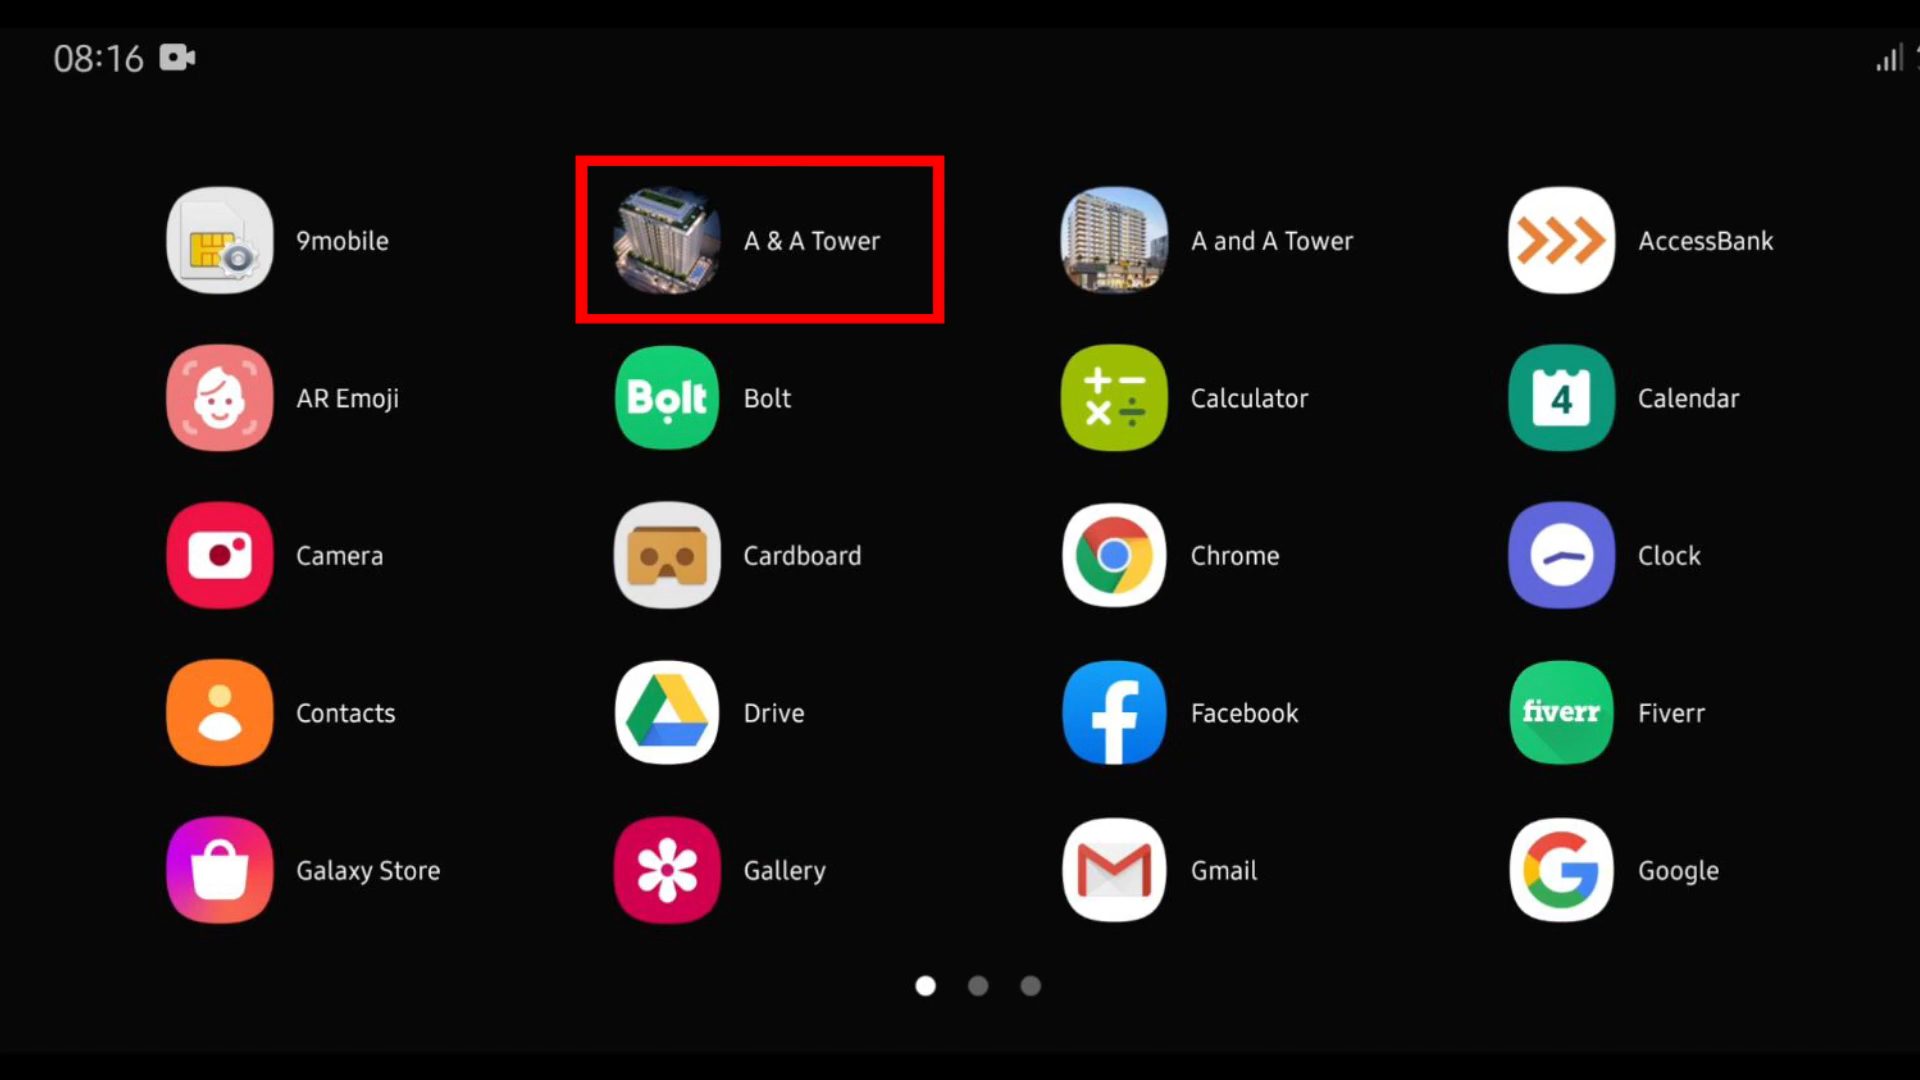 08:16
9mobile
A & A Tower
A and A Tower
AccessBank
AR Emoji
Bolt
Bolt
Calculator
4
Calendar
Camera
Cardboard
Chrome
Clock
Contacts
Drive
Facebook
fiverr
Fiverr
Galaxy Store
Gallery
Gmail
Google